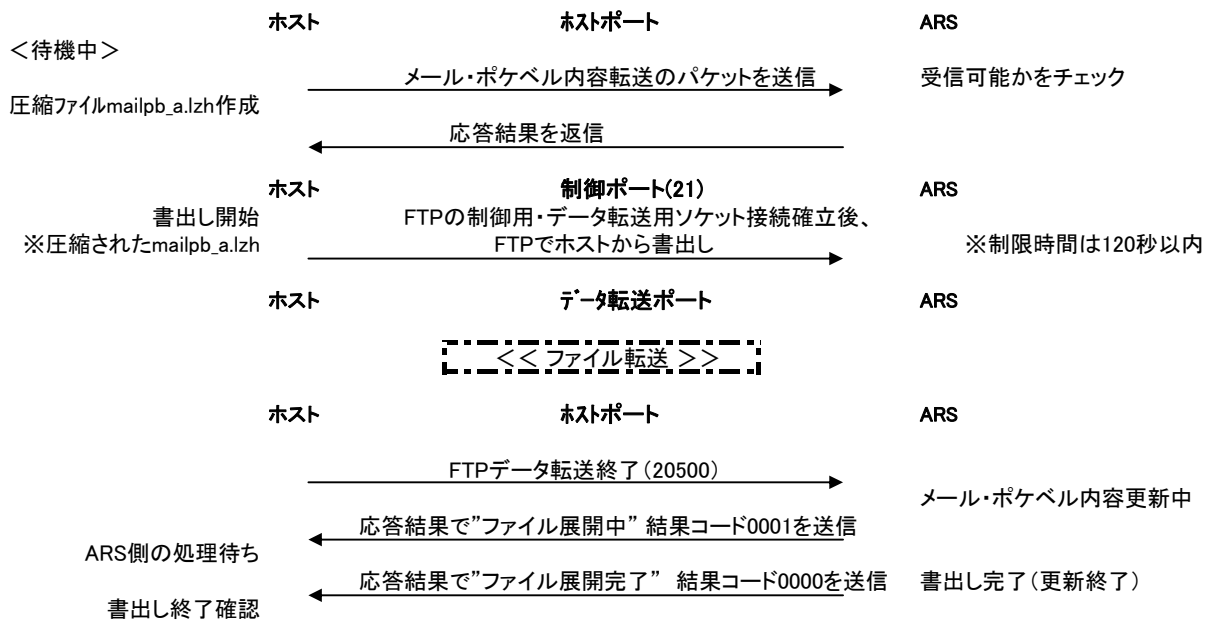 ホスト ホストポート ARS
＜待機中＞
メール・ポケベル内容転送のパケットを送信 受信可能かをチェック
圧縮ファイルmailpb_a.lzh作成
応答結果を返信
ホスト 制御ポート(21) ARS
書出し開始 FTPの制御用・データ転送用ソケット接続確立後、
※圧縮されたmailpb_a.lzh FTPでホストから書出し ※制限時間は120秒以内
ホスト データ転送ポート ARS
＜＜ ファイル転送 ＞＞
ホスト ホストポート ARS
FTPデータ転送終了（20500）
メール・ポケベル内容更新中
応答結果で”ファイル展開中” 結果コード0001を送信
ARS側の処理待ち
応答結果で”ファイル展開完了” 結果コード0000を送信 書出し完了（更新終了）
書出し終了確認